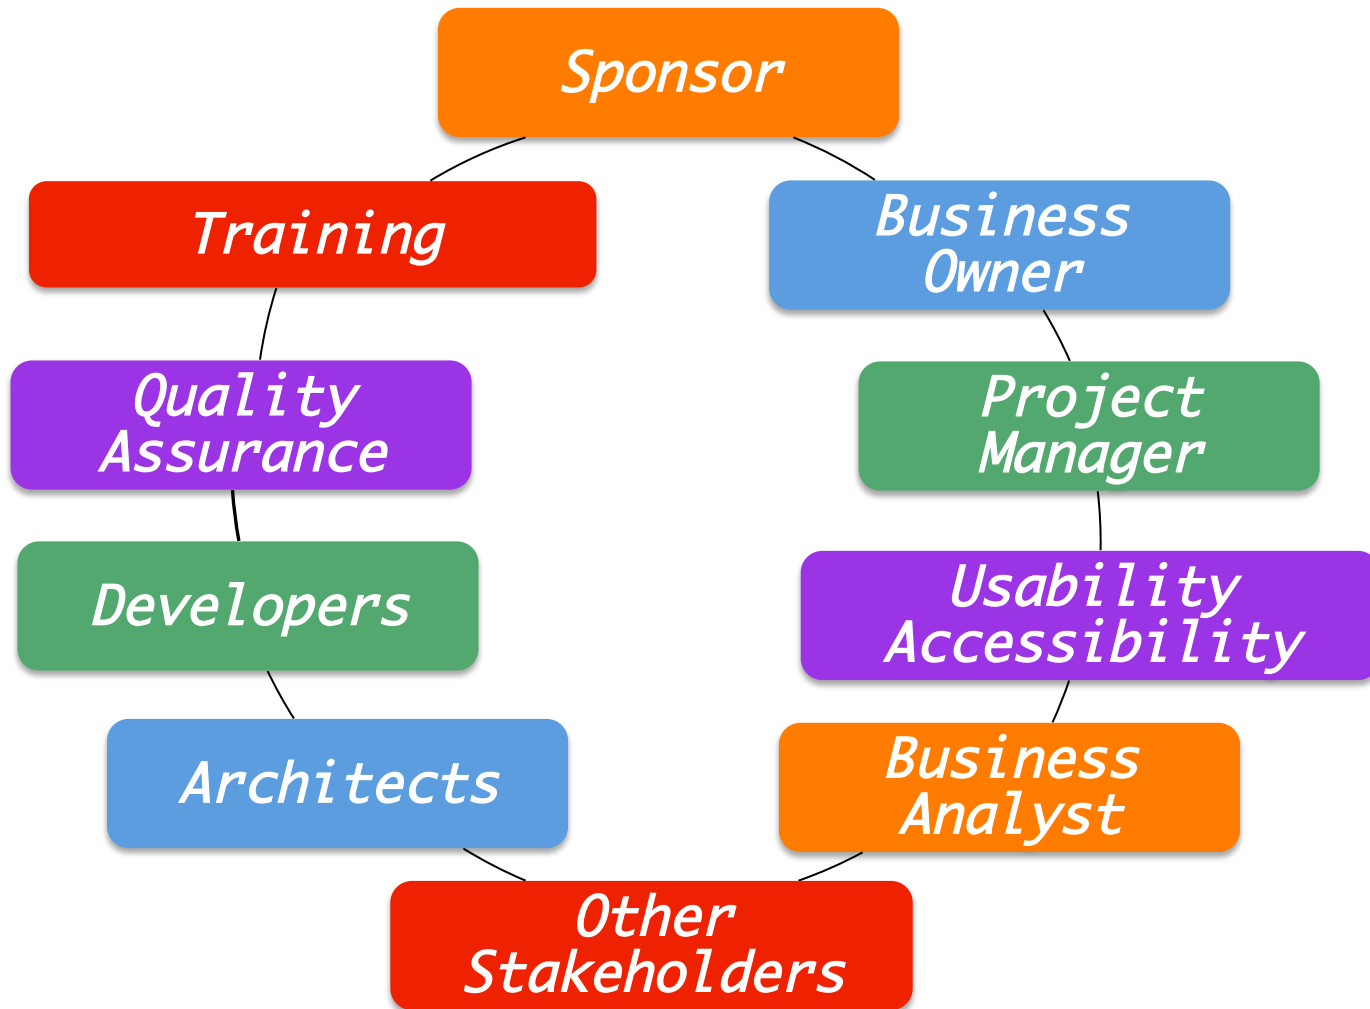 Sponsor
Training
Business
Owner
Quality
Assurance
Project
Manager
Developers
Usability
Accessibility
Architects
Business
Analyst
Other
Stakeholders